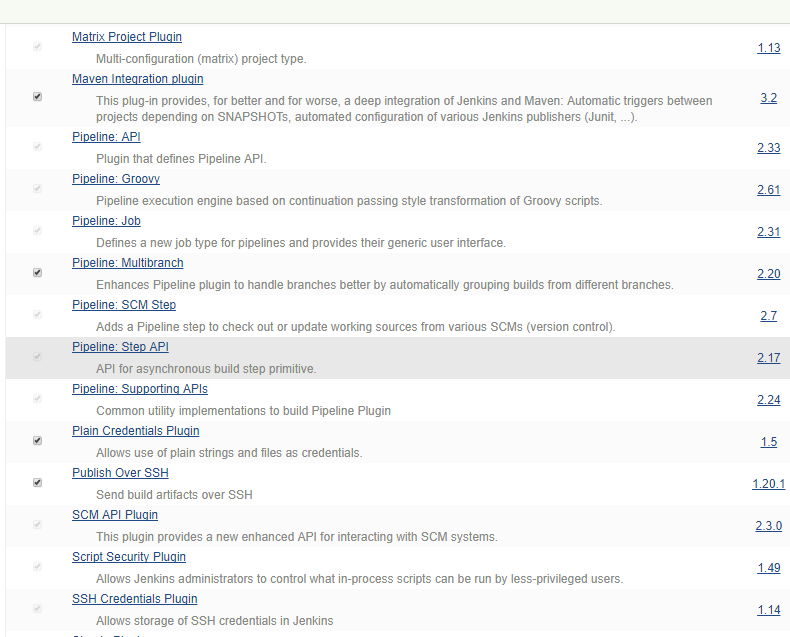 Matrix Project Plugin
1.13
Multi-configuration (matrix) project type.
Maven Integration plugin
This plug-in provides, for better and for worse, a deep integration of Jenkins and Maven: Automatic triggers between
3.2
projects depending on SNAPSHOTs, automated configuration of various Jenkins publishers (Junit, ...).
Pipeline: API
2.33
Plugin that defines Pipeline API.
Pipeline: Groovy
2.61
Pipeline execution engine based on continuation passing style transformation of Groovy scripts.
Pipeline: Job
2.31
Defines a new job type for pipelines and provides their generic user interface.
Pipeline: Multibranch
2.20
Enhances Pipeline plugin to handle branches better by automatically grouping builds from different branches.
Pipeline: SCM Step
2.7
Adds a Pipeline step to check out or update working sources from various SCMs (version control).
Pipeline: Step API
2.17
API for asynchronous build step primitive.
Pipeline: Supporting APIs
2.24
Common utility implementations to build Pipeline Plugin
Plain Credentials Plugin
1.5
Allows use of plain strings and files as credentials.
Publish Over SSH
1.20.1
Send build artifacts over SSH
SCM API Plugin
2.3.0
This plugin provides a new enhanced API for interacting with SCM systems.
Script Security Plugin
1.49
Allows Jenkins administrators to control what in-process scripts can be run by less-privileged users.
SSH Credentials Plugin
1.14
Allows storage of SSH credentials in Jenkins